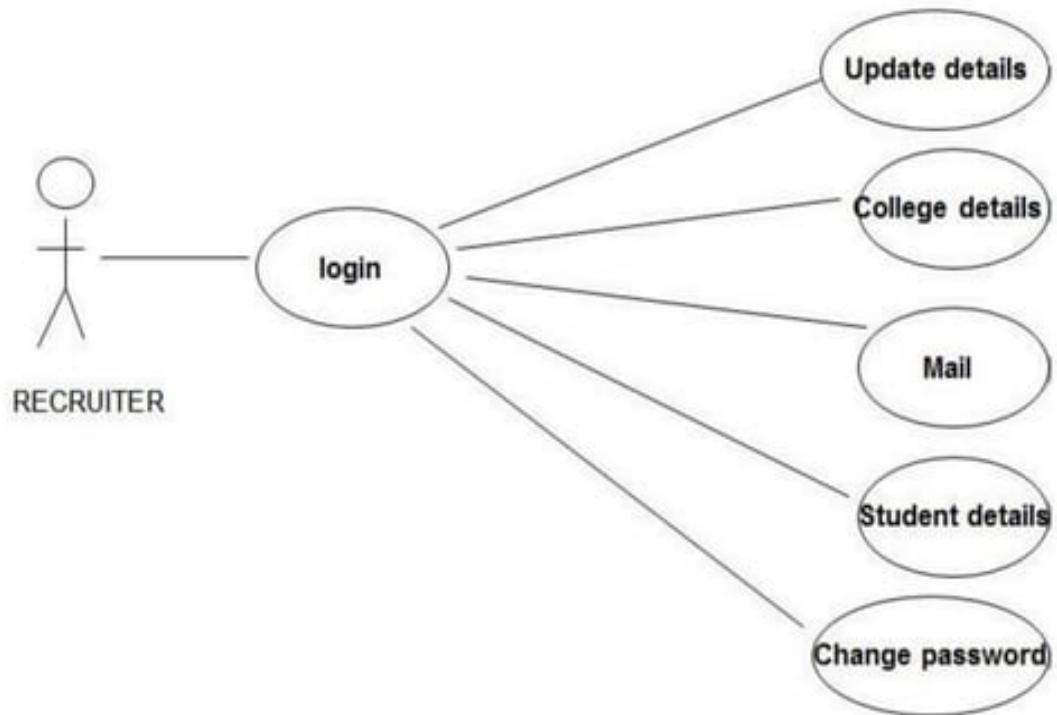 Update details
College details
login
Mail
RECRUITER
Student details
Change password